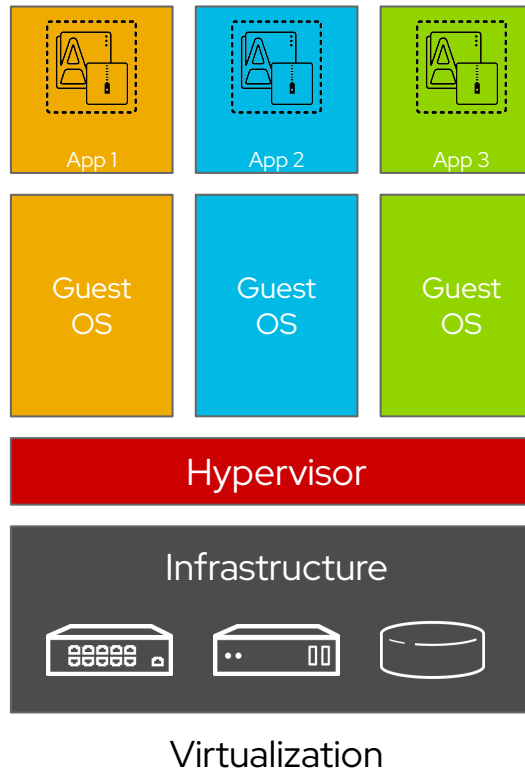 App 1
App 2
App 3
Guest
OS
Guest
OS
Guest
OS
Hypervisor
Infrastructure
Virtualization